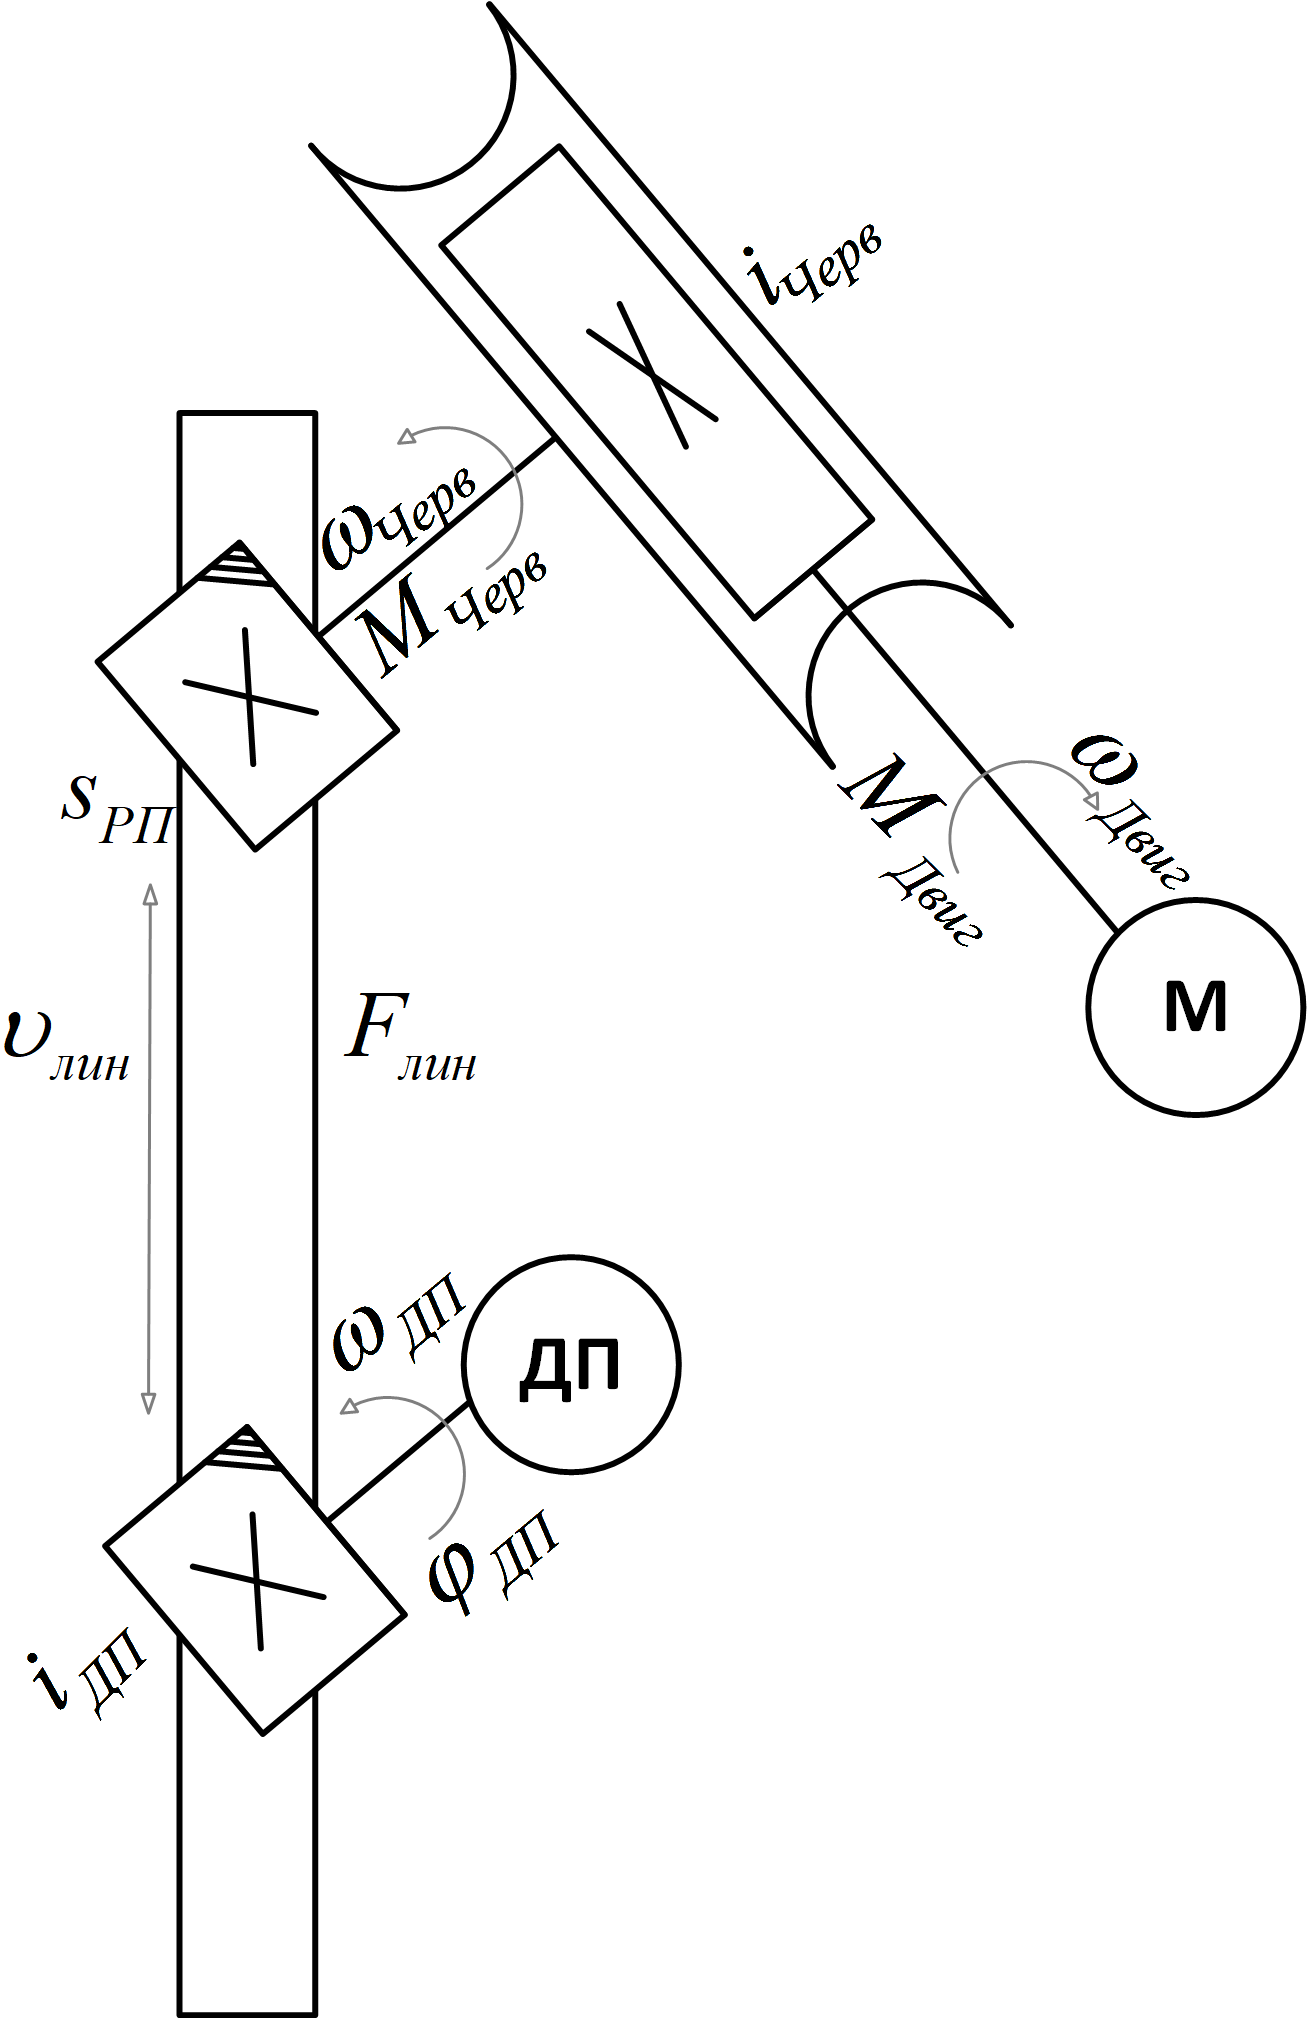 iЧерв
ωЧерв
MЧерв
sРП
ωДвиг
MДвиг
M
υлин
Fлин
ωДП
ДП
φДП
iДП